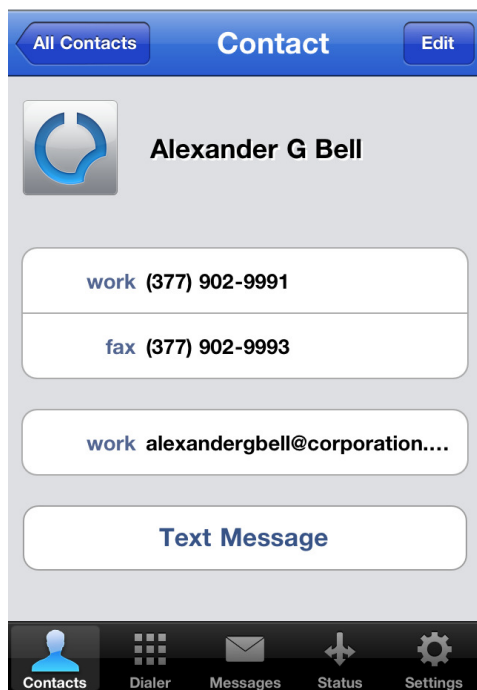 All Contacts Contact Edit
Alexander G Bell
work (377) 902-9991
fax (377) 902-9993
work alexandergbell@corporation....
Text Message
Contacts Dialer Messages Status Settings